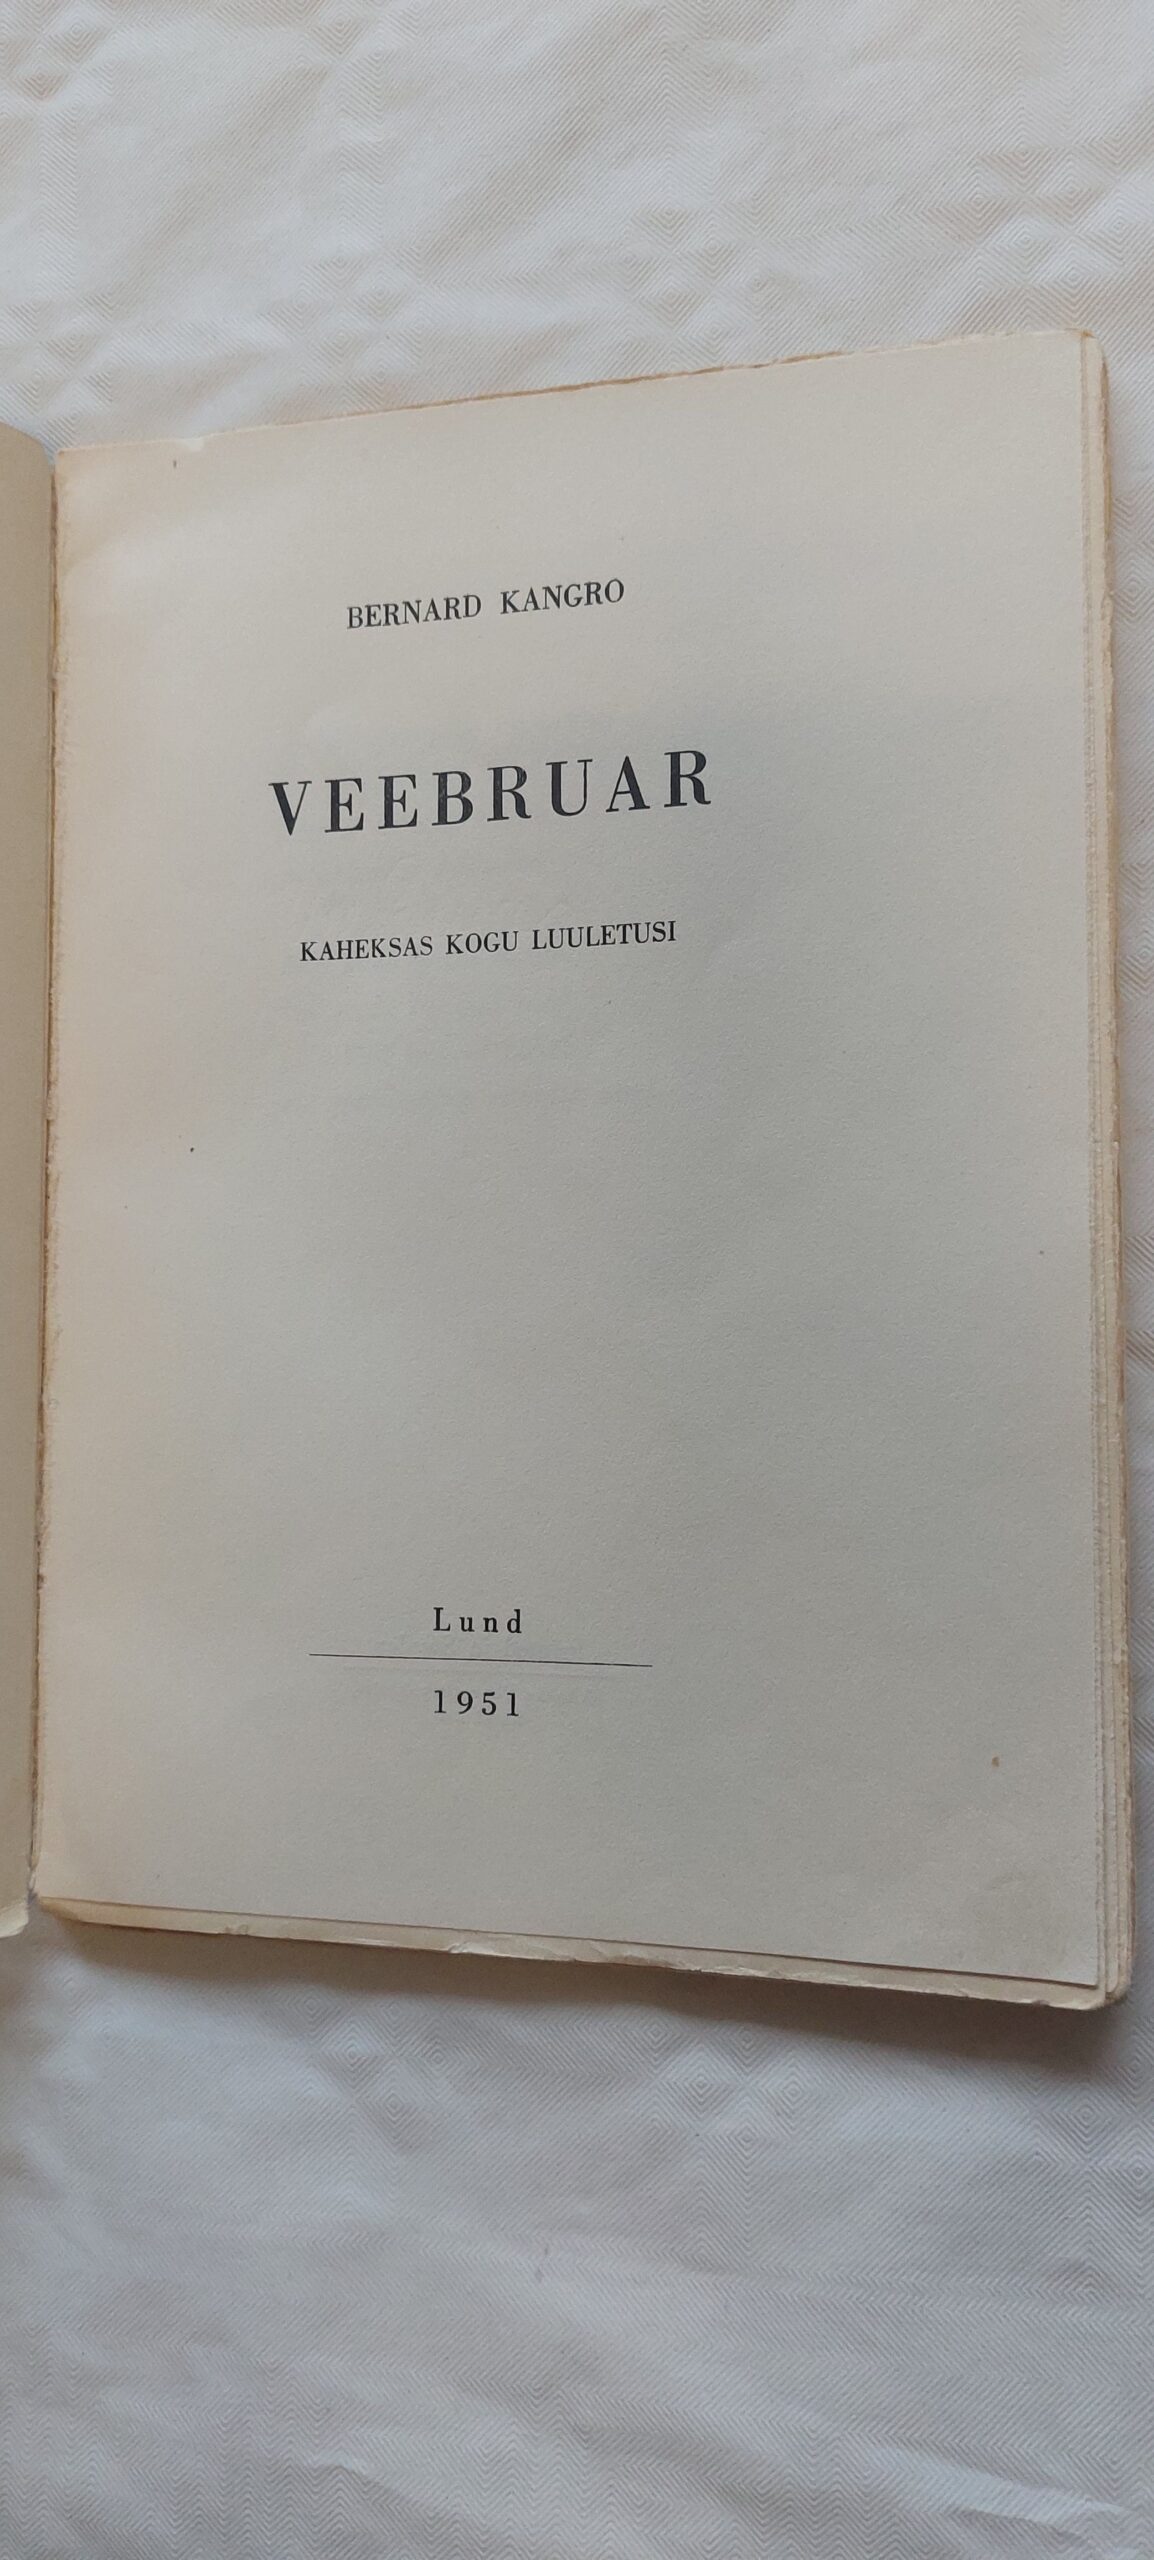 BERNARD KANGRO
VEEBRUAR
KAHEKSAS KOGU LUULETUSI
Lund
1951